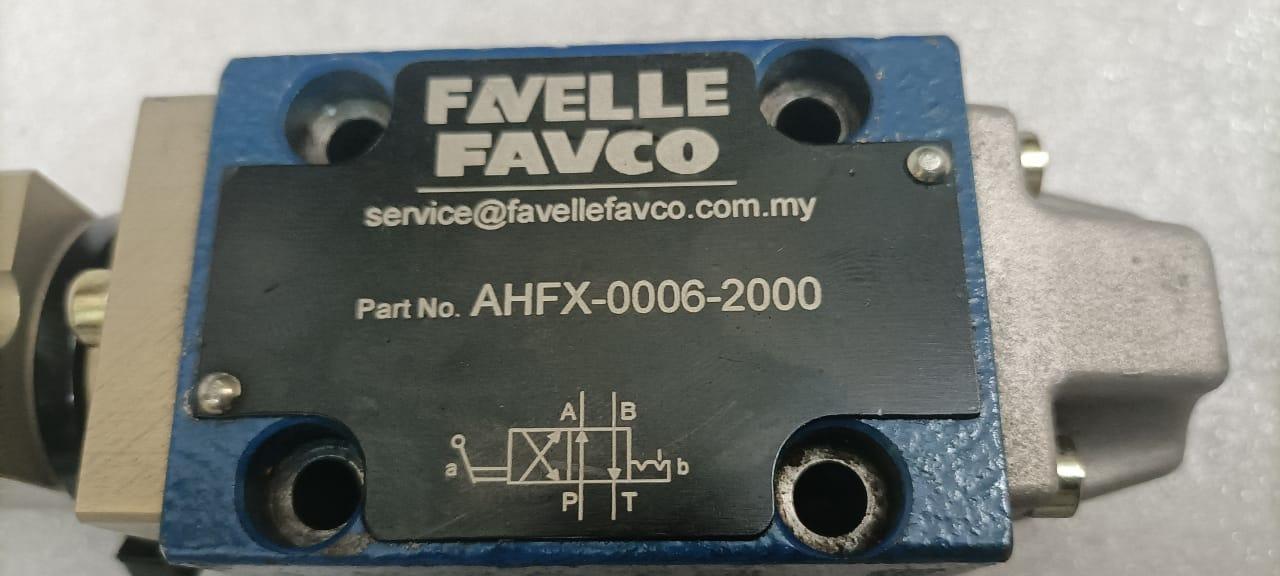 FAVELLE
FAVCO
service@favellefavco.com.my
Part No. AHFX-0006-2000
A B
a b
P T